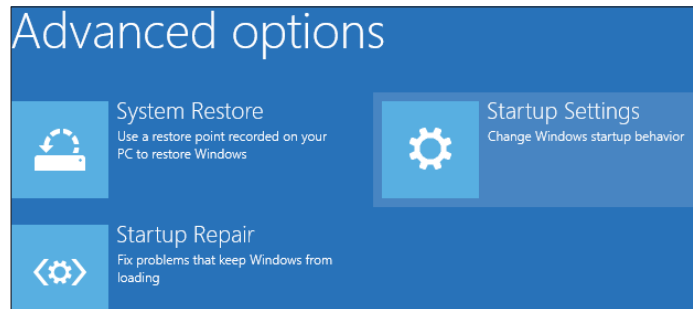 Advanced options
System Restore
Use a restore point recorded on your
PC to restore Windows
Startup Settings
Change Windows startup behavior
Startup Repair
Fix problems that keep Windows from
loading